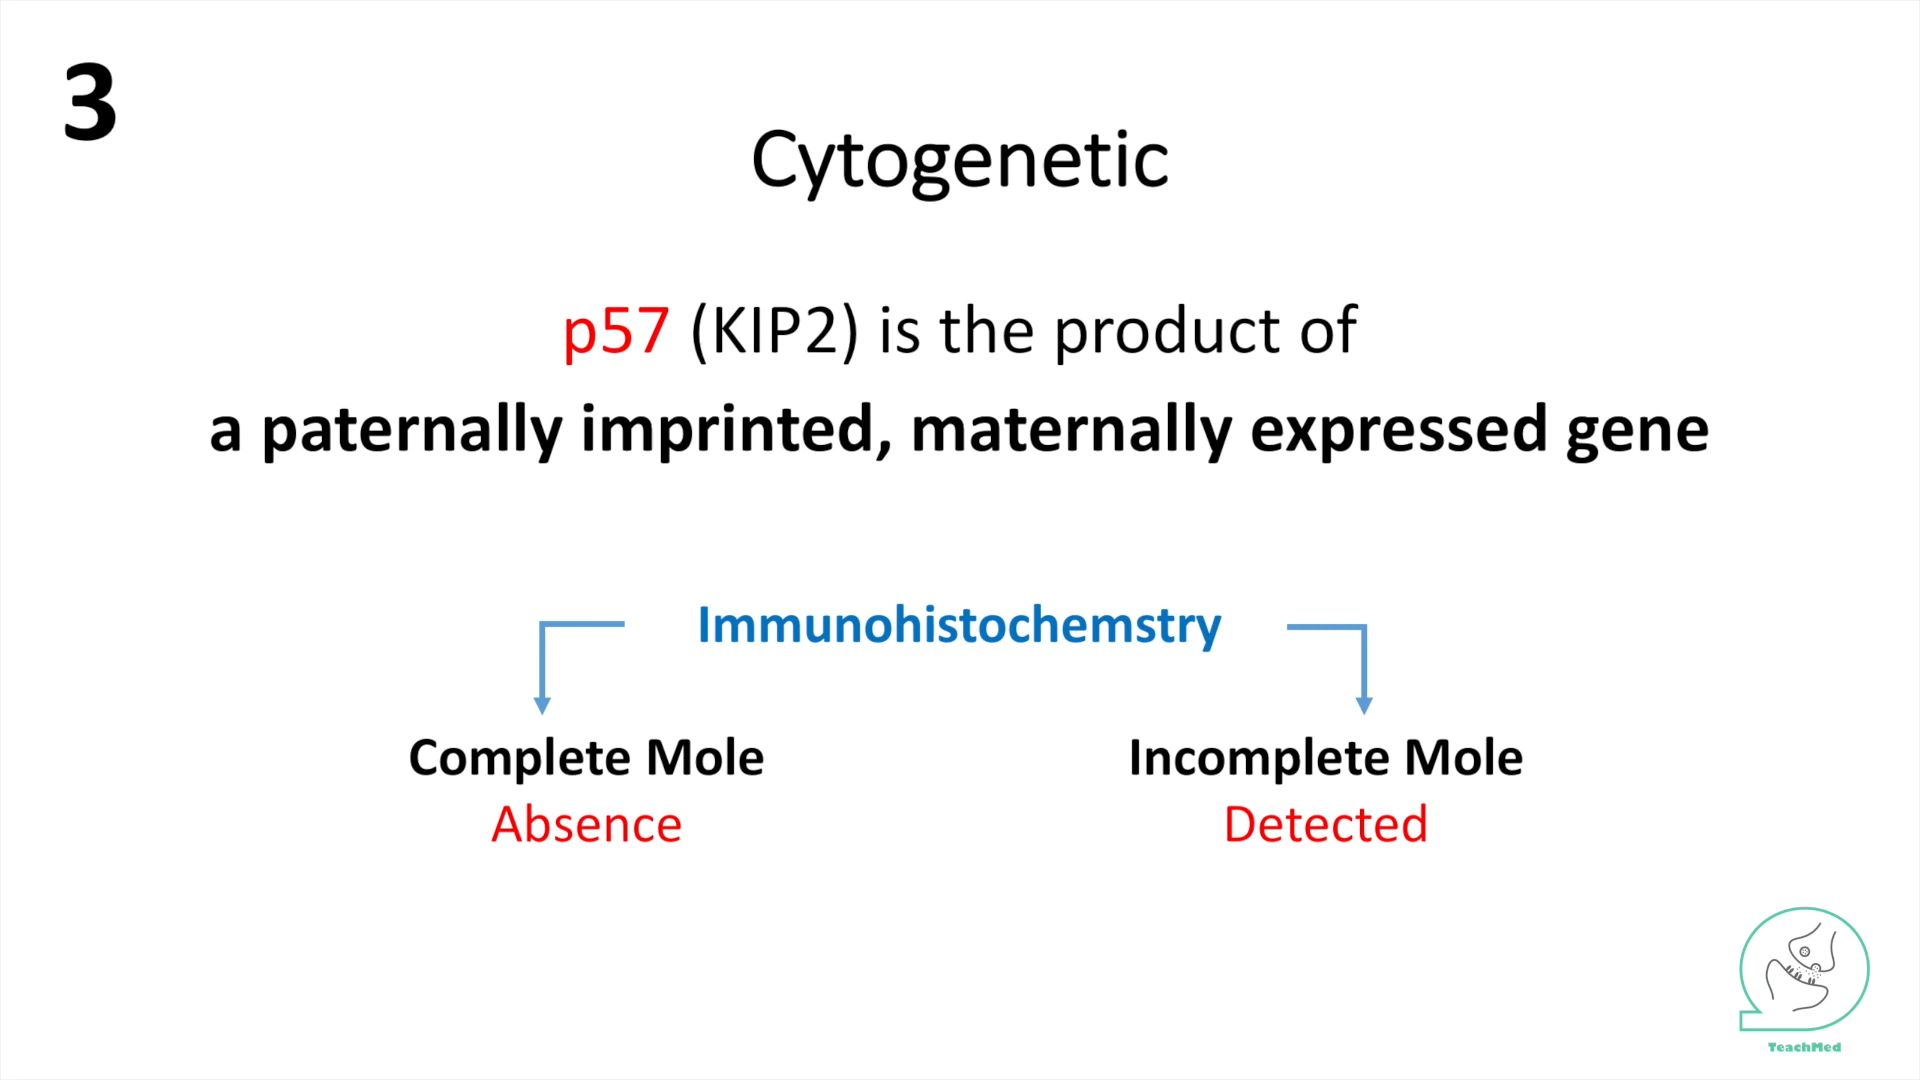 3
Cytogenetic
p57 (KIP2) is the product of
a paternally imprinted, maternally expressed gene
Immunohistochemstry
Complete Mole
Absence
Incomplete Mole
Detected
TeachMed